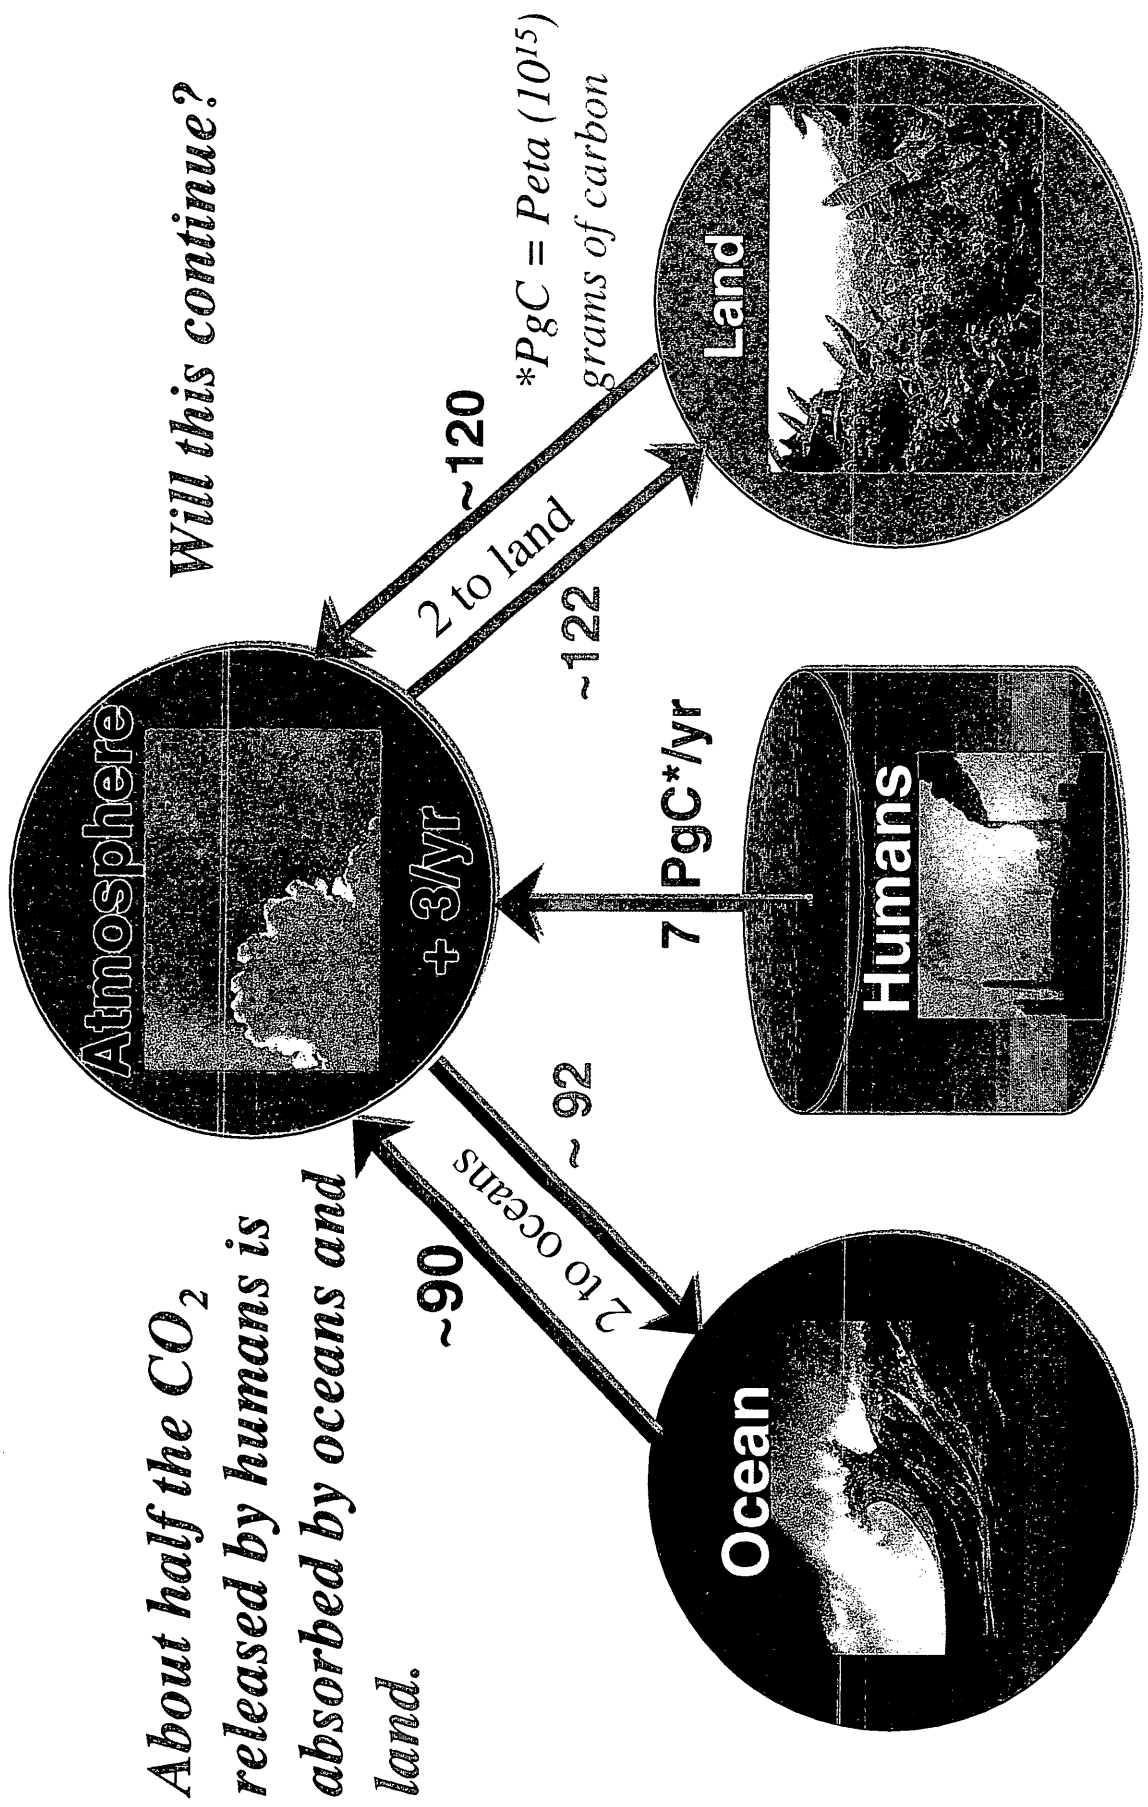 About half the CO₂
released by humans is
absorbed by oceans and
land.
Will this continue?
Atmosphere
+ 3/yr
~90
2 to oceans
~ 92
~120
2 to land
~122
*PgC = Peta (10¹⁵)
grams of carbon
7 PgC*/yr
Ocean
Humans
Land